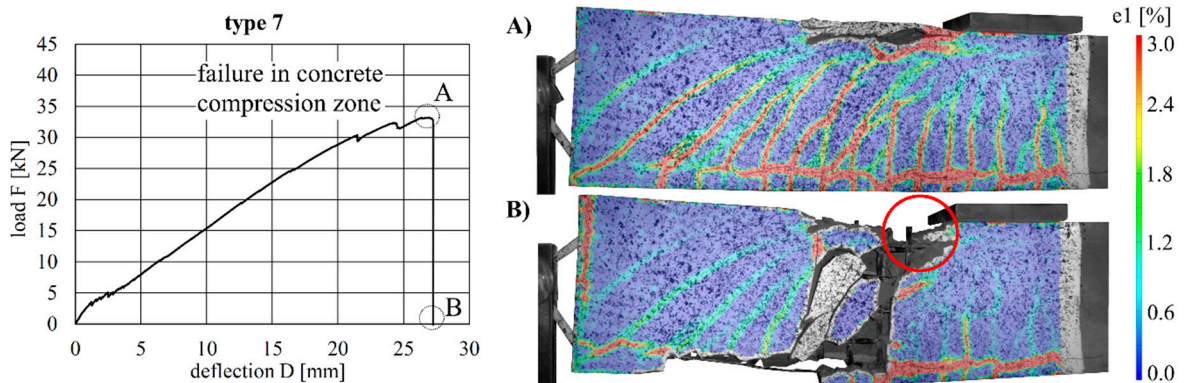 type 7
45
40
35
30
25
20
15
10
5
0
load F [kN]
failure in concrete
compression zone
A
B
0
5
10
15
20
25
30
deflection D [mm]
A)
B)
e1 [%]
3.0
2.4
1.8
1.2
0.6
0.0